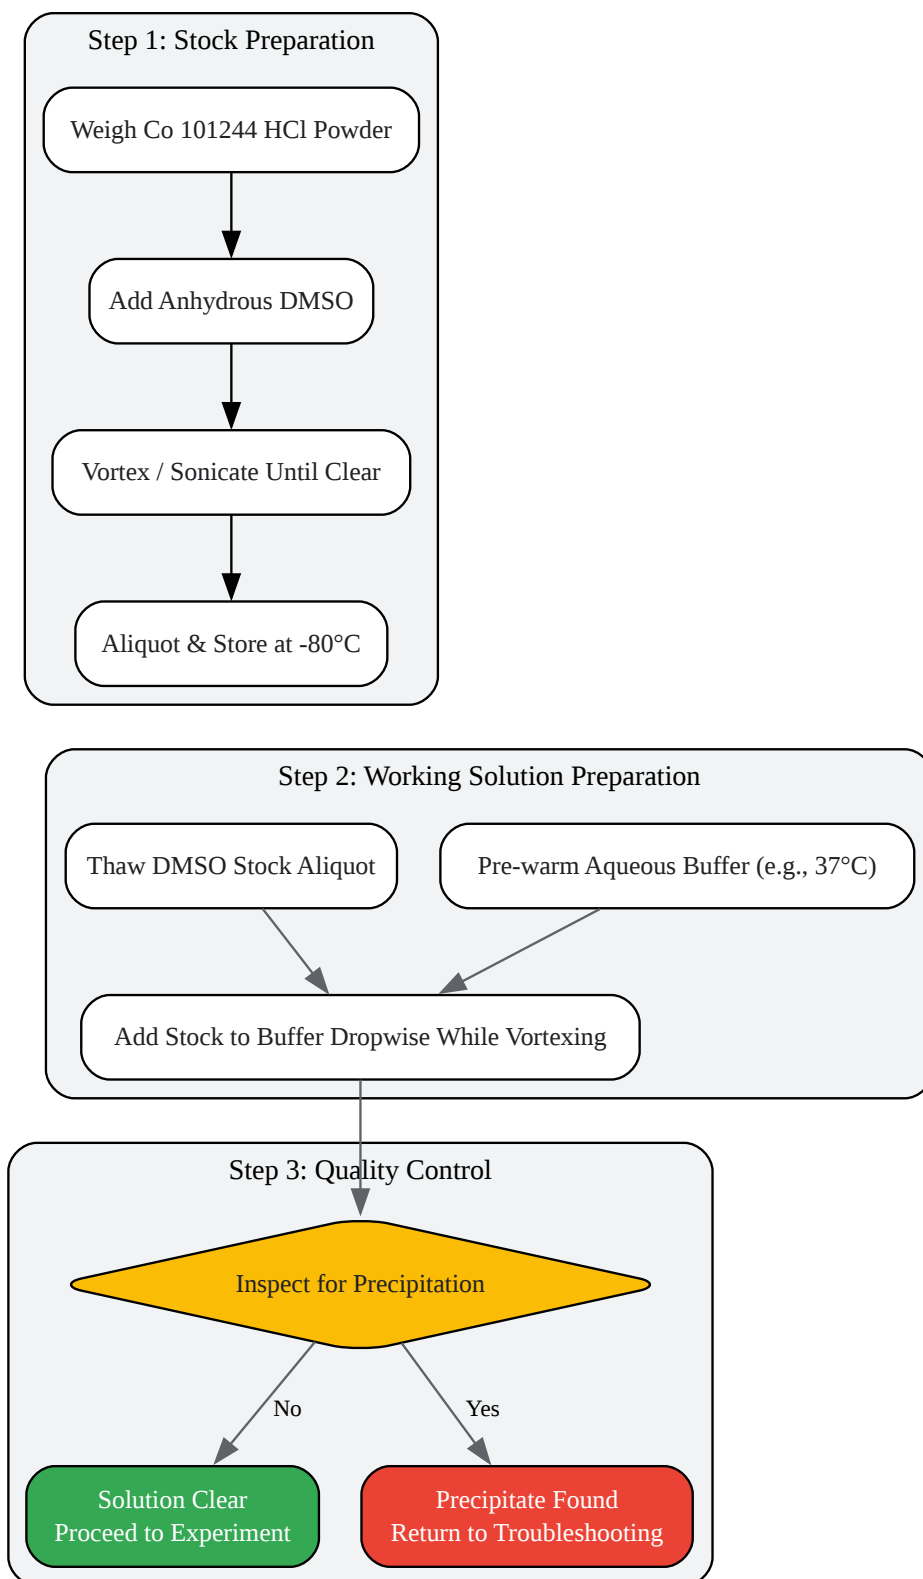 Step 1: Stock Preparation
Weigh Co 101244 HCl Powder
Add Anhydrous DMSO
Vortex / Sonicate Until Clear
Aliquot & Store at -80°C
Step 2: Working Solution Preparation
Thaw DMSO Stock Aliquot
Pre-warm Aqueous Buffer (e.g., 37°C)
Add Stock to Buffer Dropwise While Vortexing
Step 3: Quality Control
Inspect for Precipitation
No
Yes
Solution Clear
Proceed to Experiment
Precipitate Found
Return to Troubleshooting